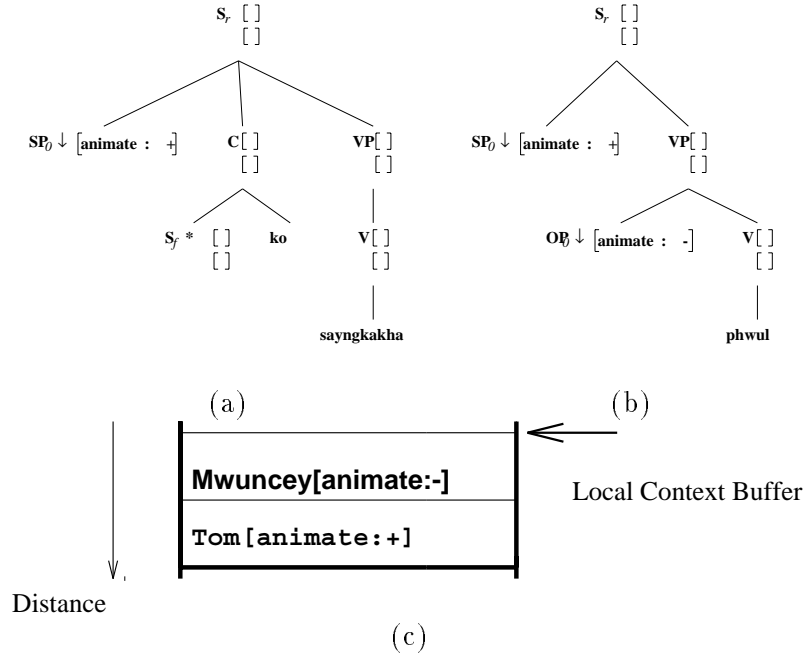 S_r [ ] S_r [ ]
[ ] [ ]
SP_0 ↓ [animate : +] C[ ] VP[ ] SP_0 ↓ [animate : +] VP[ ]
[ ] [ ] [ ]
S_f * [ ] ko V[ ] OP_0 ↓ [animate : -] V[ ]
[ ] [ ] [ ]
sayngkakha phwul
(a) (b)
Mwuncey[animate:-]
Local Context Buffer
Tom[animate:+]
Distance
(c)